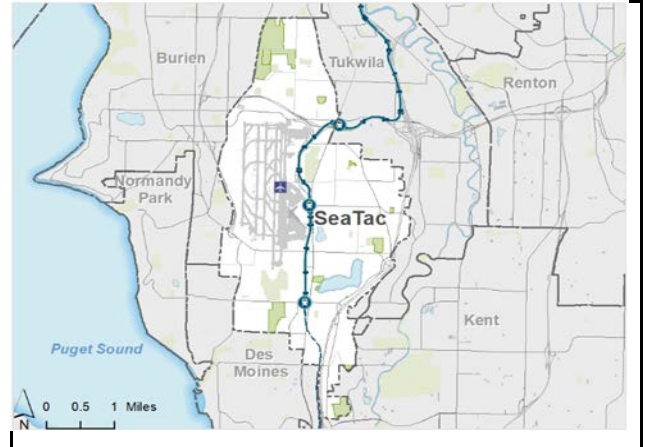 Burien
Tukwila
Renton
Normandy
Park
SeaTac
Kent
Puget Sound
Des
Moines
0 0.5 1 Miles
N